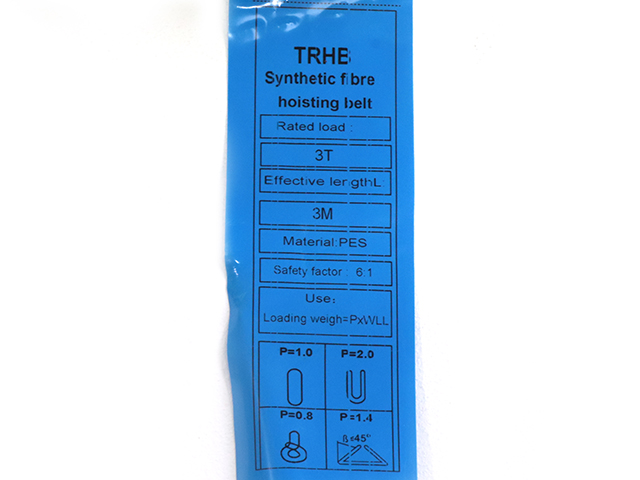 TRHB
Synthetic fibre
hoisting belt
Rated load :
3T
Effective lengthL
3M
Material:PES
Safety factor : 6:1
Use:
Loading weigh=PxWLL
P=1.0 P=2.0
P=0.8 P=1.4
ß≤45°